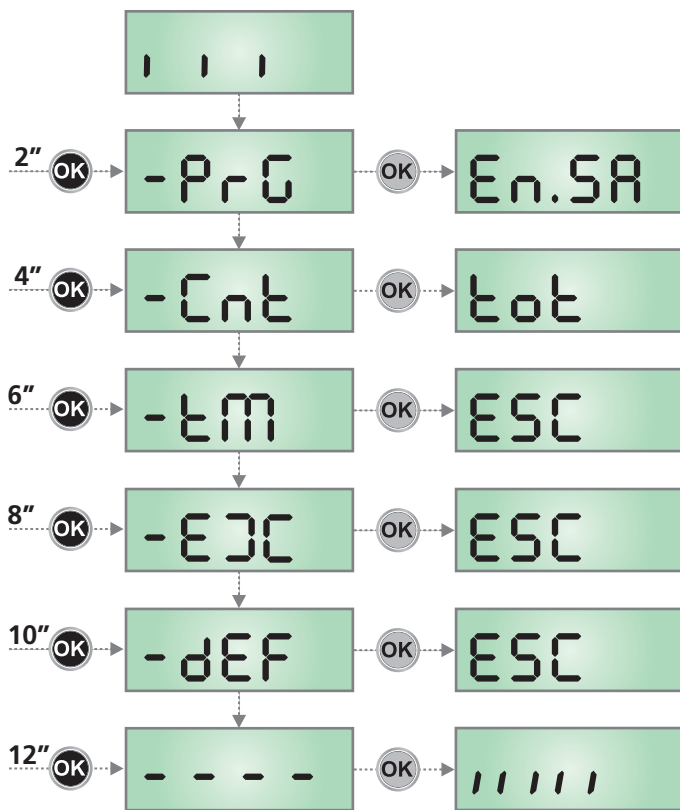 ı ı ı
2″ OK -PrG OK En.SA
4″ OK -Cnt OK tot
6″ OK -tM OK ESC
8″ OK -EJC OK ESC
10″ OK -dEF OK ESC
12″ OK - - - - OK ı ı ı ı ı